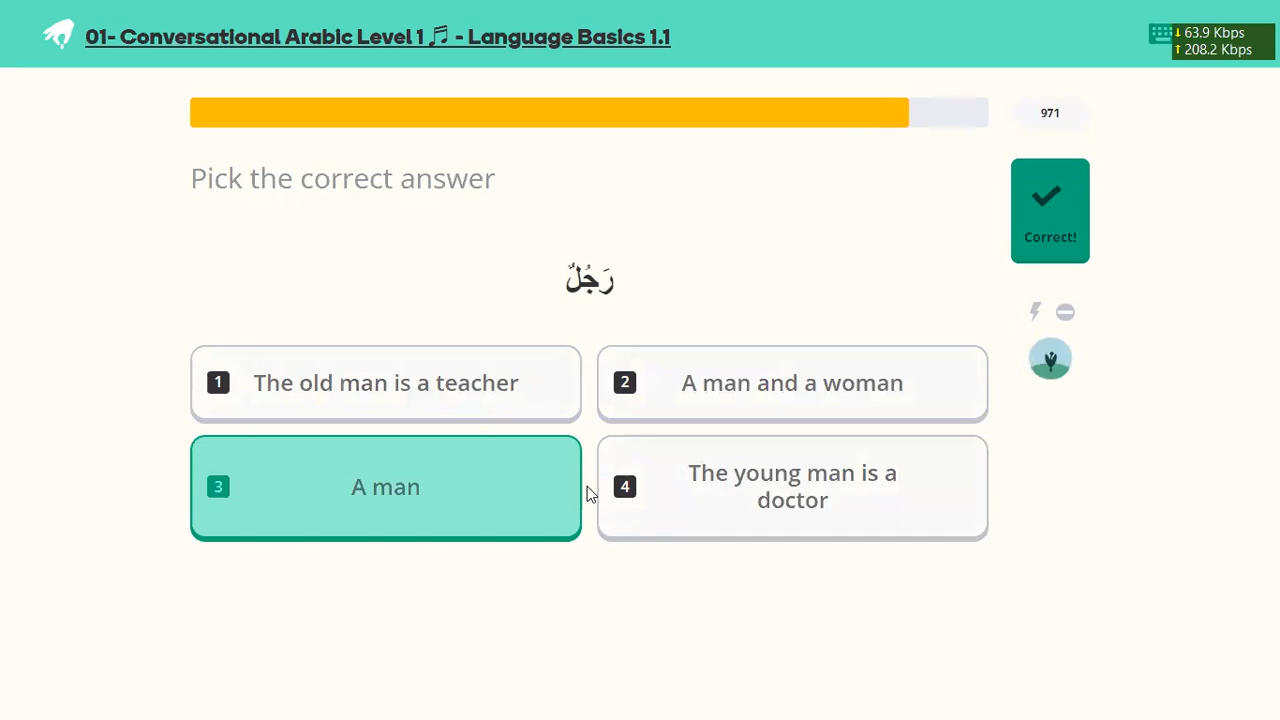 01- Conversational Arabic Level 1 🎵 - Language Basics 1.1
↓ 63.9 Kbps
↑ 208.2 Kbps
971
Pick the correct answer
Correct!
رَجُلٌ
1 The old man is a teacher
2 A man and a woman
3 A man
4 The young man is a
doctor